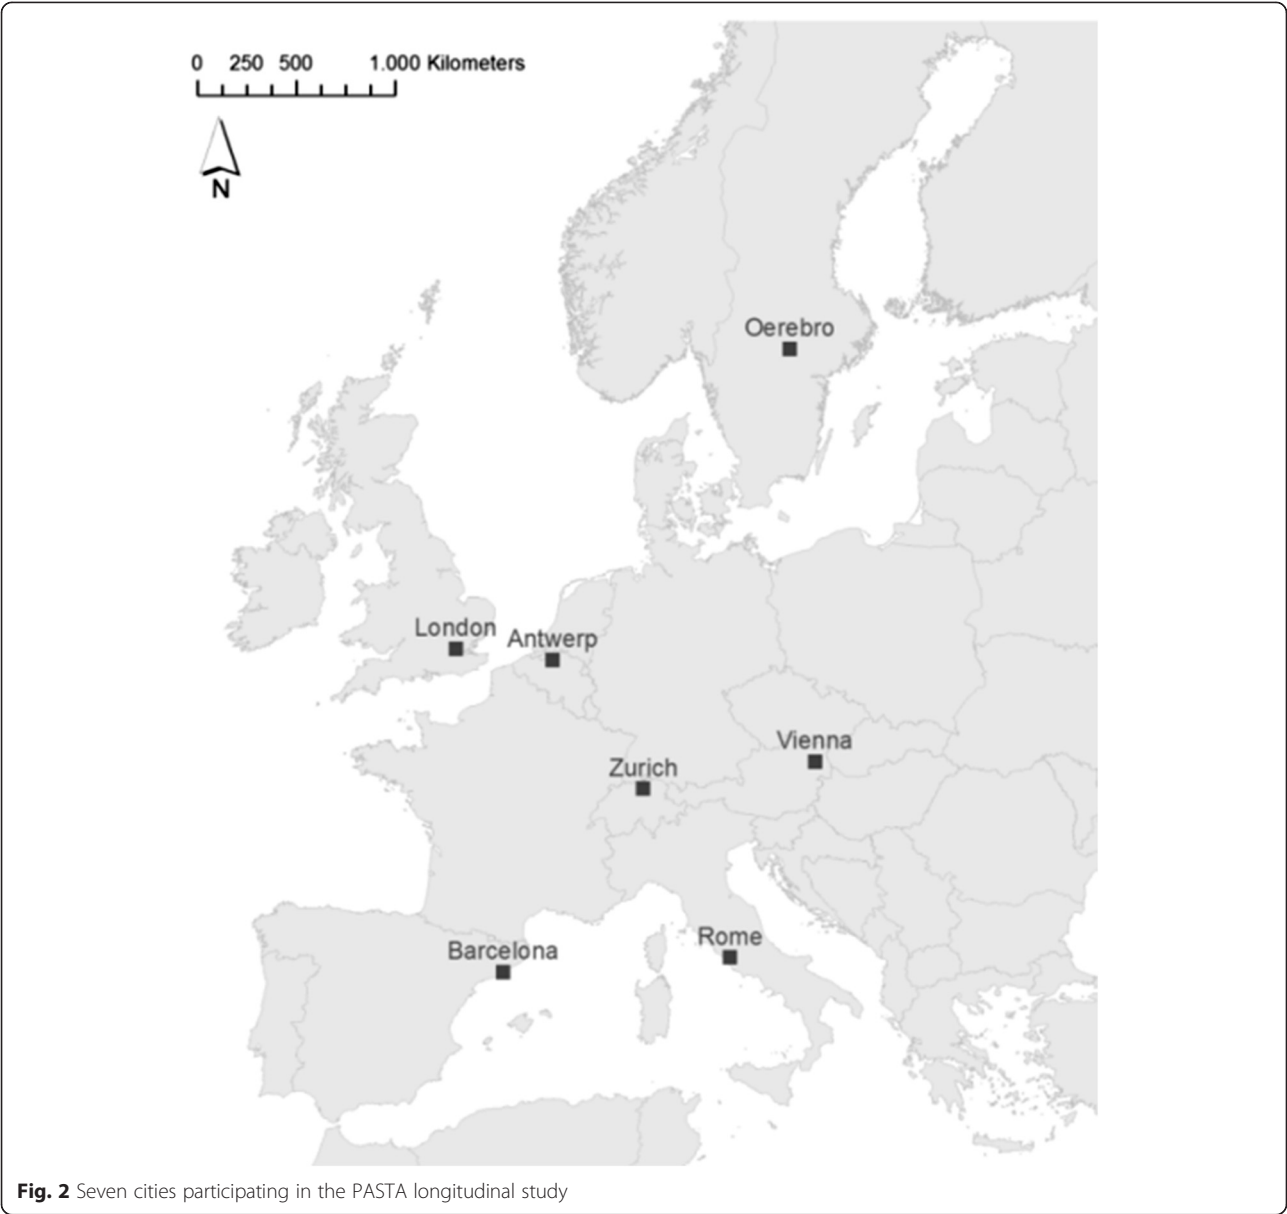 0 250 500 1.000 Kilometers
N
Oerebro
London
Antwerp
Vienna
Zurich
Rome
Barcelona
Fig. 2 Seven cities participating in the PASTA longitudinal study